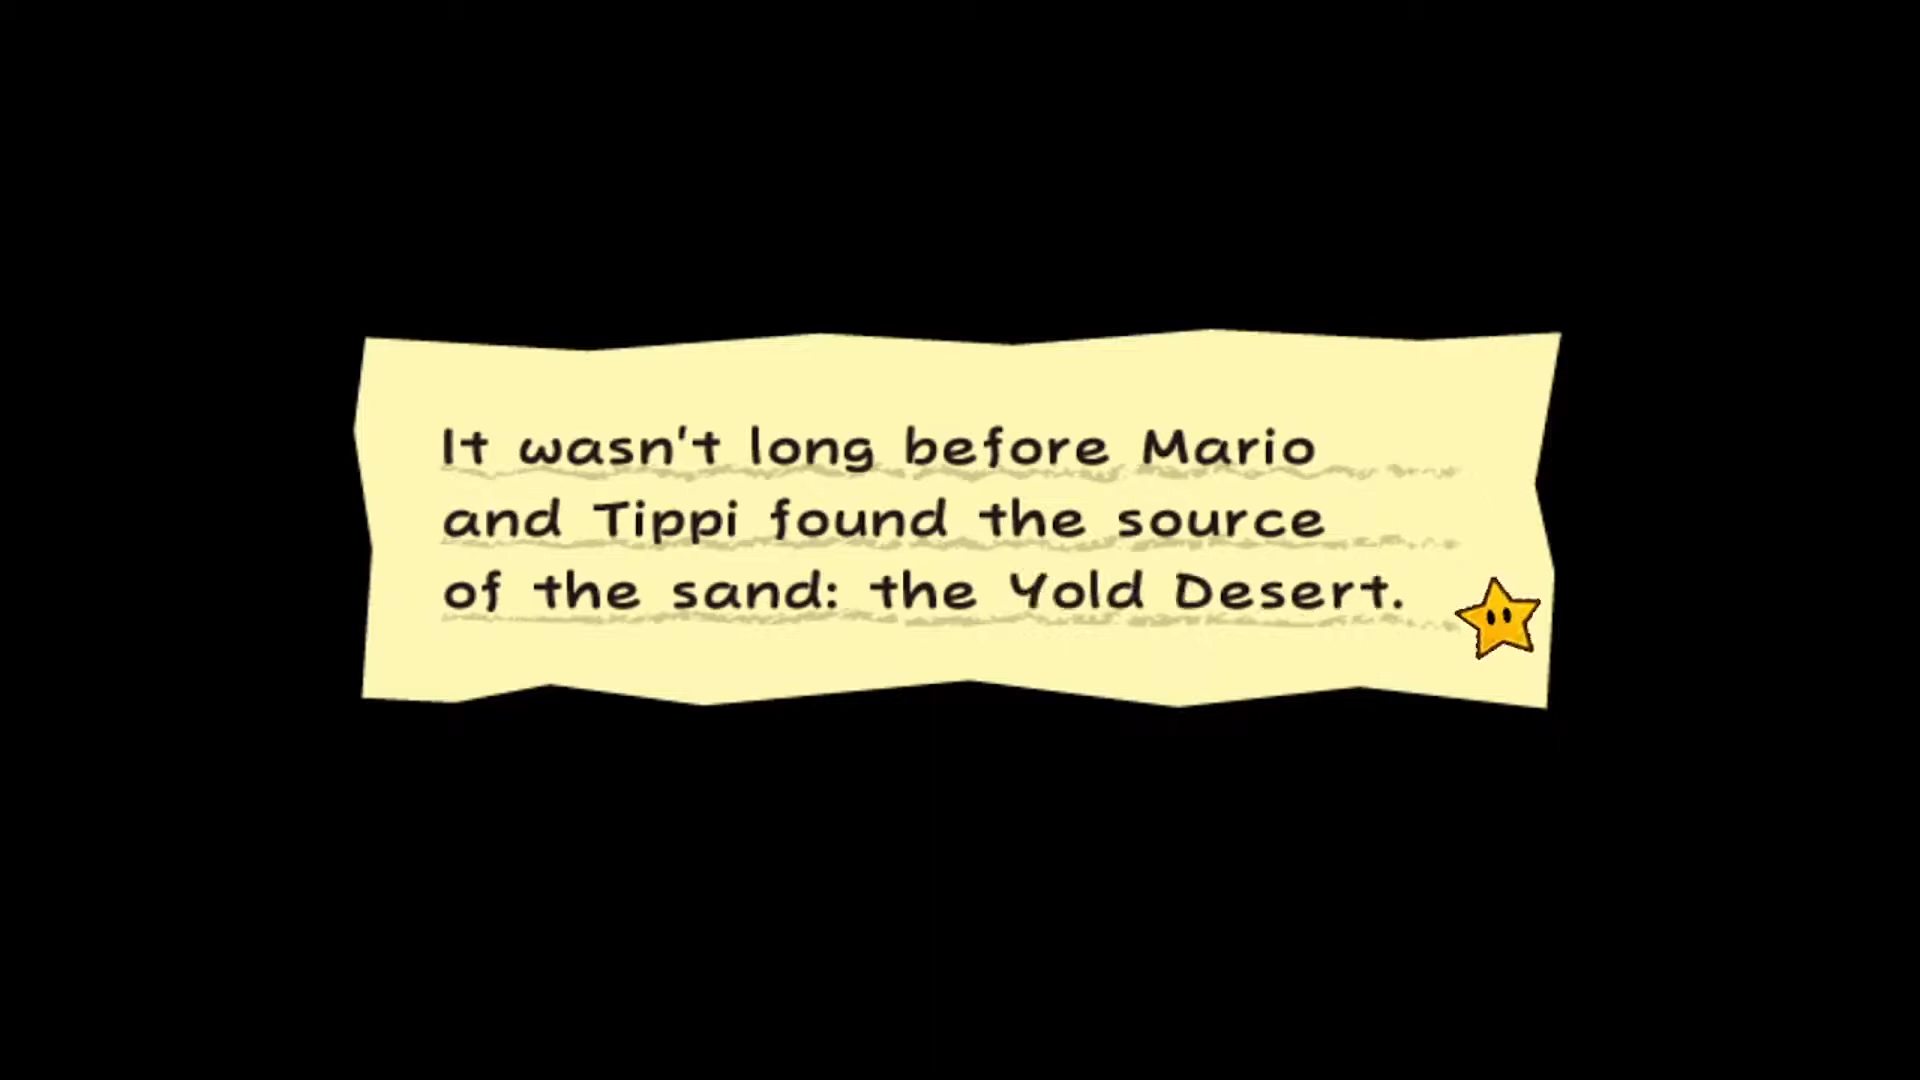 It wasn't long before Mario
and Tippi found the source
of the sand: the Yold Desert.